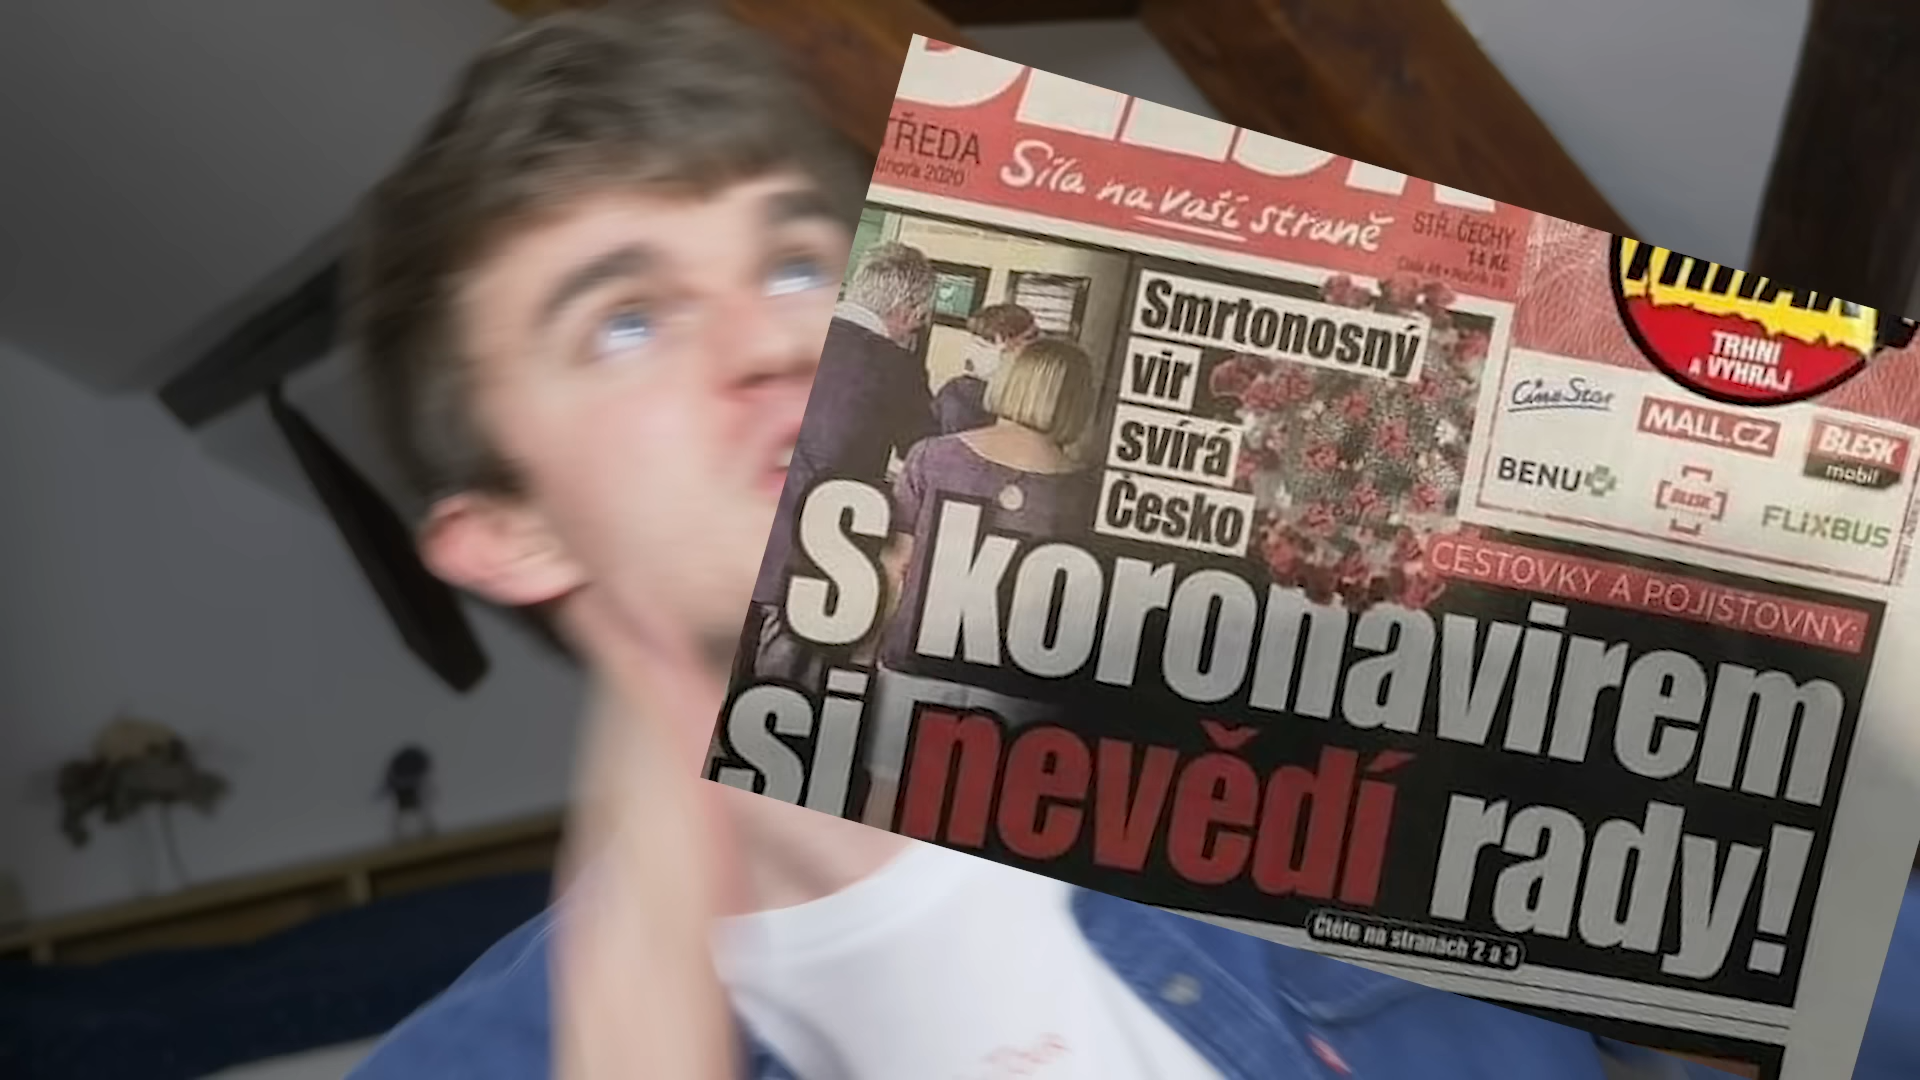 TŘEDA
února 2020
Síla na Vaší straně
STŘ. ČECHY
14 Kč
TRHNI
A VYHRAJ
Smrtonosný
vir
svírá
Česko
CineStar
MALL.CZ
BLESK
mobil
BENU
BLESK
FLiXBUS
CESTOVKY A POJIŠŤOVNY:
S koronavirem
si nevědí rady!
Čtěte na stranách 2 a 3